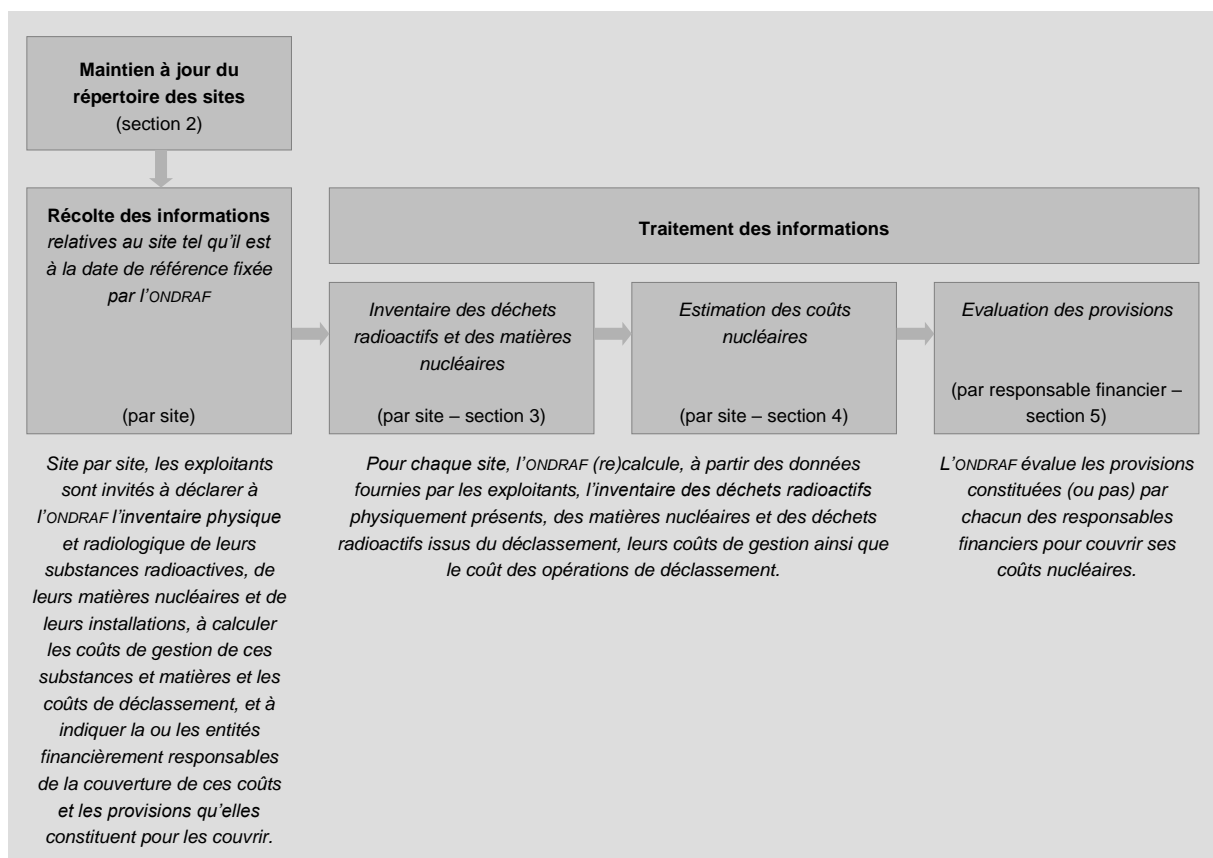 Maintien à jour du
répertoire des sites
(section 2)
Récolte des informations
relatives au site tel qu'il est
à la date de référence fixée
par l'ONDRAF
(par site)
Traitement des informations
Inventaire des déchets
radioactifs et des matières
nucléaires
(par site – section 3)
Estimation des coûts
nucléaires
(par site – section 4)
Evaluation des provisions
(par responsable financier –
section 5)
Site par site, les exploitants
sont invités à déclarer à
l'ONDRAF l'inventaire physique
et radiologique de leurs
substances radioactives, de
leurs matières nucléaires et de
leurs installations, à calculer
les coûts de gestion de ces
substances et matières et les
coûts de déclassement, et à
indiquer la ou les entités
financièrement responsables
de la couverture de ces coûts
et les provisions qu'elles
constituent pour les couvrir.
Pour chaque site, l'ONDRAF (re)calcule, à partir des données
fournies par les exploitants, l'inventaire des déchets radioactifs
physiquement présents, des matières nucléaires et des déchets
radioactifs issus du déclassement, leurs coûts de gestion ainsi que
le coût des opérations de déclassement.
L'ONDRAF évalue les provisions
constituées (ou pas) par
chacun des responsables
financiers pour couvrir ses
coûts nucléaires.